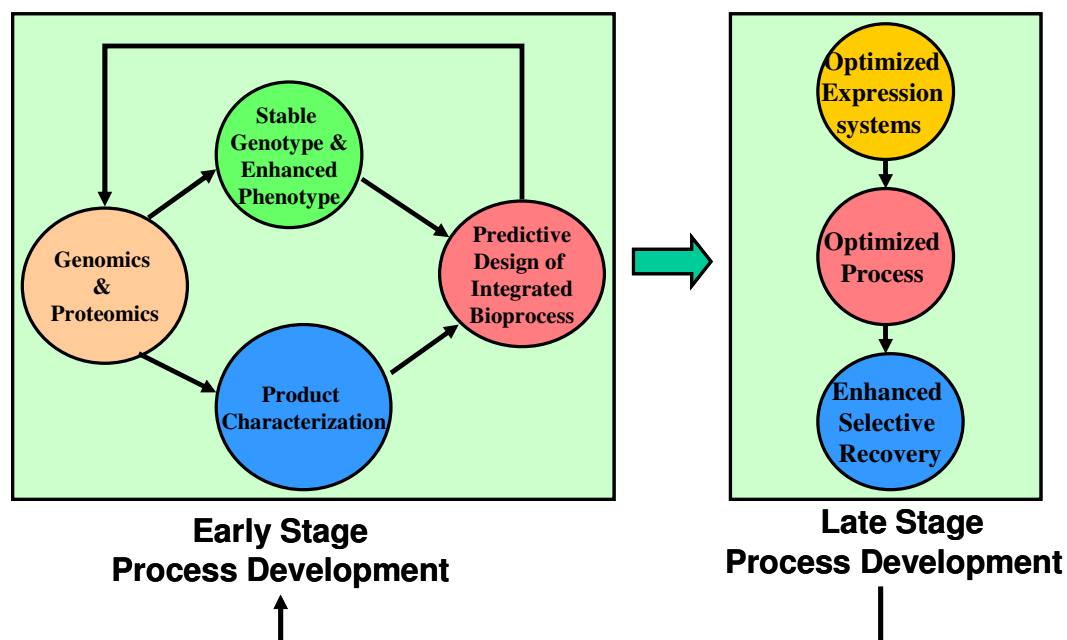 Stable
Genotype &
Enhanced
Phenotype
Genomics
&
Proteomics
Predictive
Design of
Integrated
Bioprocess
Product
Characterization
Early Stage
Process Development
Optimized
Expression
systems
Optimized
Process
Enhanced
Selective
Recovery
Late Stage
Process Development